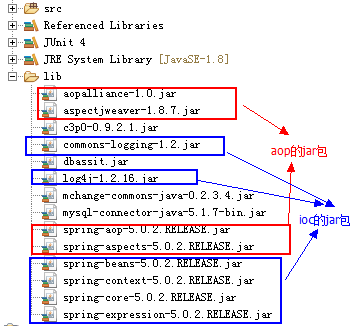 src
Referenced Libraries
JUnit 4
JRE System Library [JavaSE-1.8]
lib
aopalliance-1.0.jar
aspectjweaver-1.8.7.jar
c3p0-0.9.2.1.jar
commons-logging-1.2.jar
aop的jar包
dbassit.jar
log4j-1.2.16.jar
mchange-commons-java-0.2.3.4.jar
mysql-connector-java-5.1.7-bin.jar
ioc的jar包
spring-aop-5.0.2.RELEASE.jar
spring-aspects-5.0.2.RELEASE.jar
spring-beans-5.0.2.RELEASE.jar
spring-context-5.0.2.RELEASE.jar
spring-core-5.0.2.RELEASE.jar
spring-expression-5.0.2.RELEASE.jar